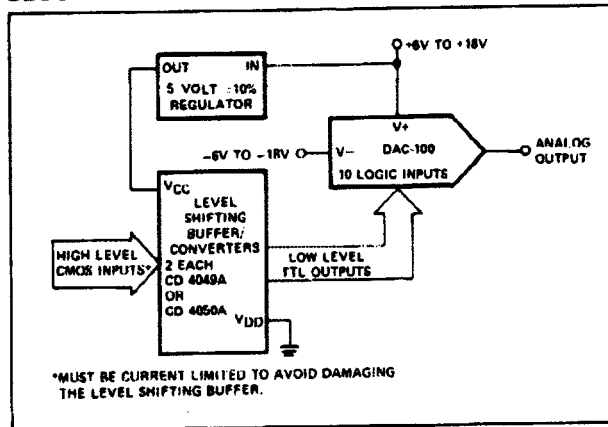 +6V TO +18V
OUT IN
5 VOLT ±10%
REGULATOR
V+
DAC-100
–6V TO –18V V–
10 LOGIC INPUTS
ANALOG
OUTPUT
VCC
LEVEL
SHIFTING
BUFFER/
CONVERTERS
2 EACH
CD 4049A
OR
CD 4050A
VDD
HIGH LEVEL
CMOS INPUTS*
LOW LEVEL
TTL OUTPUTS
*MUST BE CURRENT LIMITED TO AVOID DAMAGING
THE LEVEL SHIFTING BUFFER.